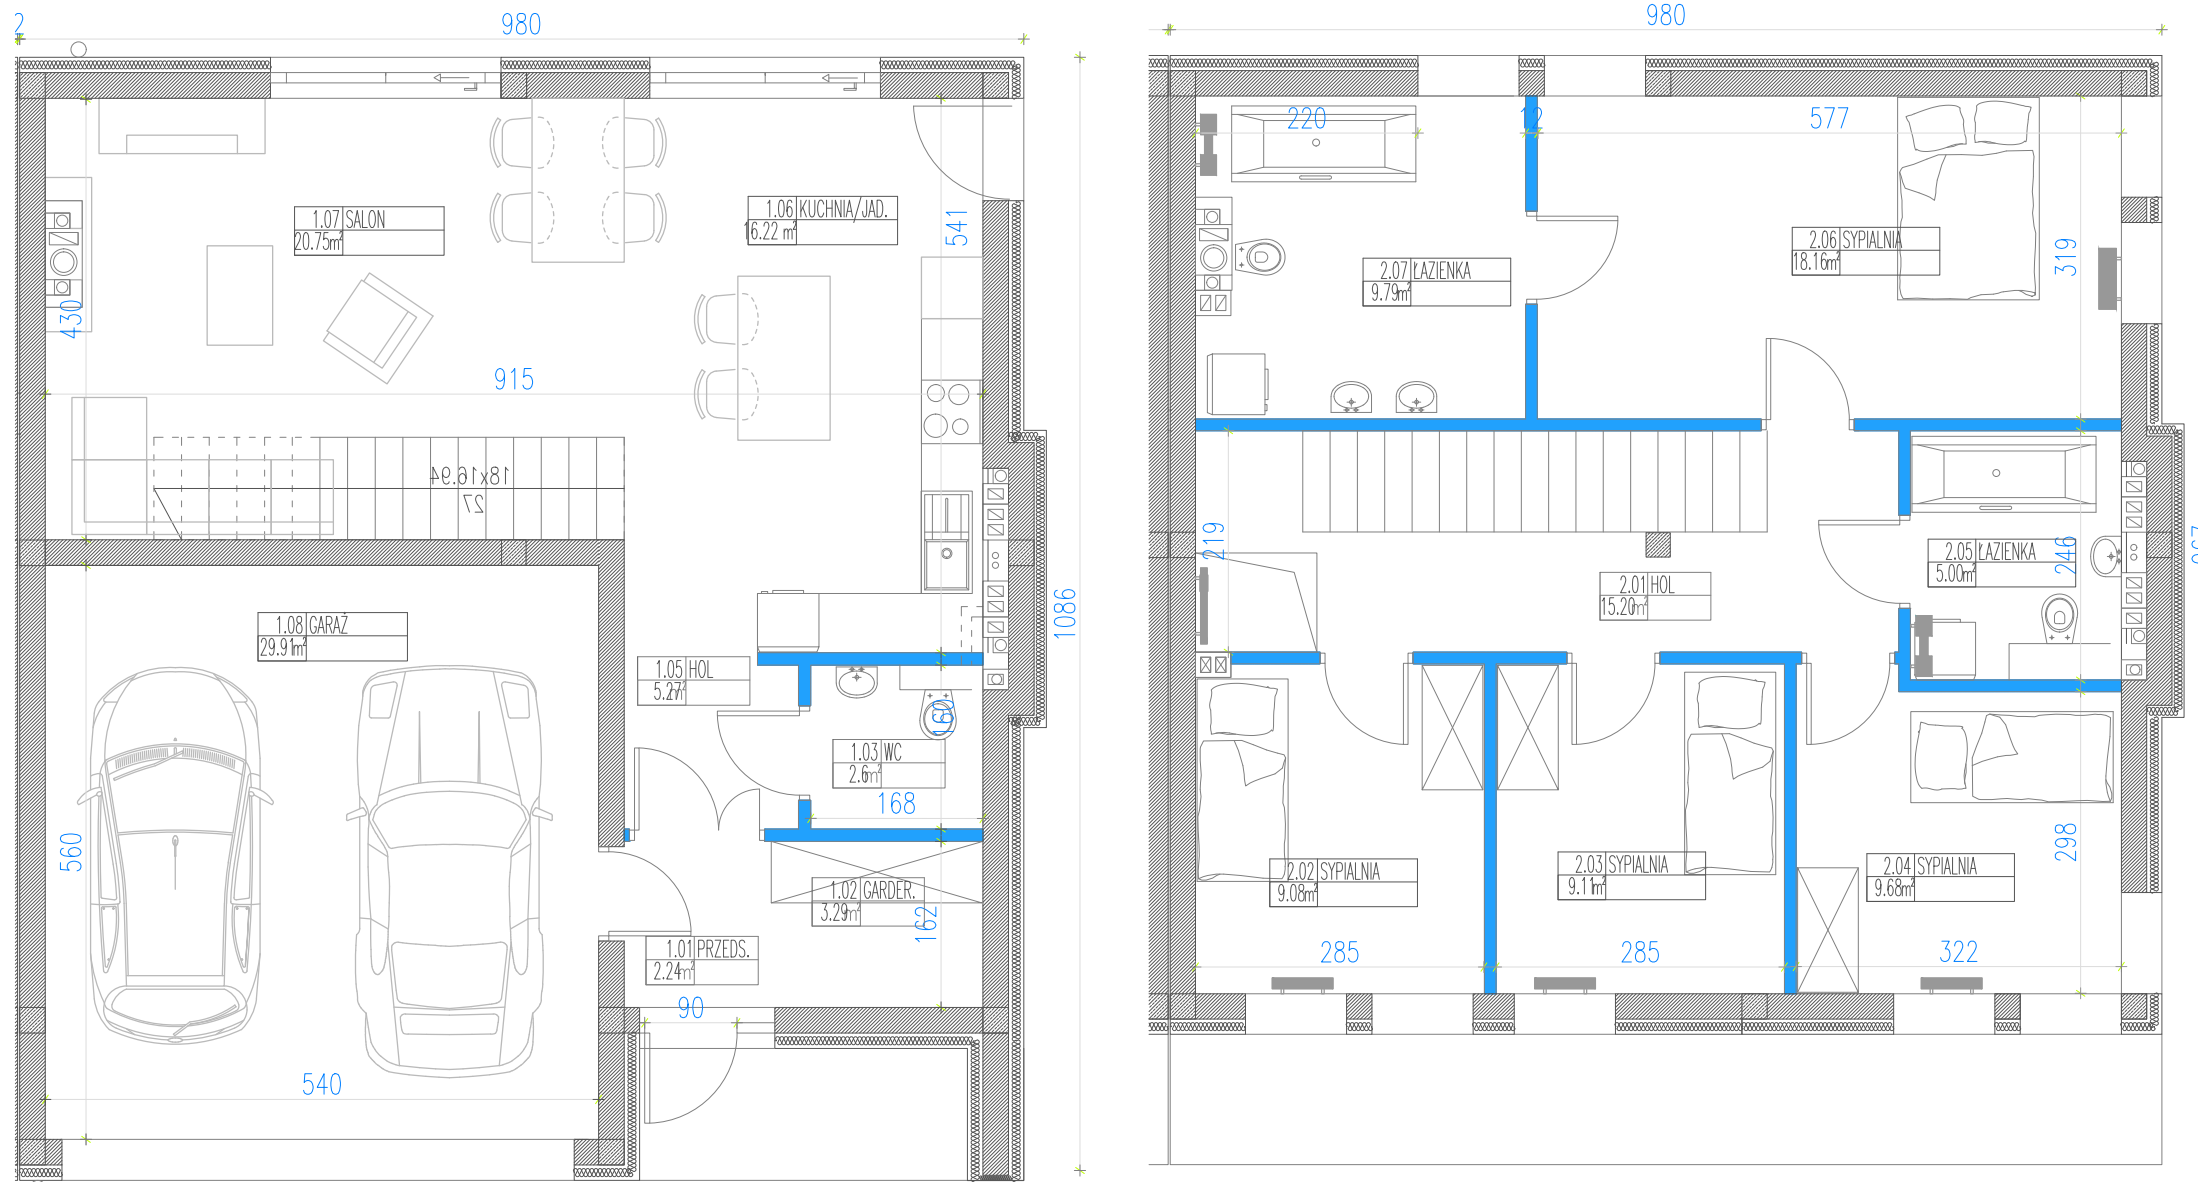 2
980
1.07 SALON
20.75m²
1.06 KUCHNIA/JAD.
16.22 m²
541
430
915
18x16.94
27
1086
1.08 GARAŻ
29.91m²
1.05 HOL
5.27m²
169
1.03 WC
2.6m²
168
560
1.02 GARDER.
3.29m²
162
1.01 PRZEDS.
2.24m²
90
540
980
220
12
577
2.07 ŁAZIENKA
9.79m²
2.06 SYPIALNIA
18.16m²
319
219
2.01 HOL
15.20m²
2.05 ŁAZIENKA
5.00m²
246
2.02 SYPIALNIA
9.08m²
2.03 SYPIALNIA
9.11m²
2.04 SYPIALNIA
9.68m²
298
285
285
322